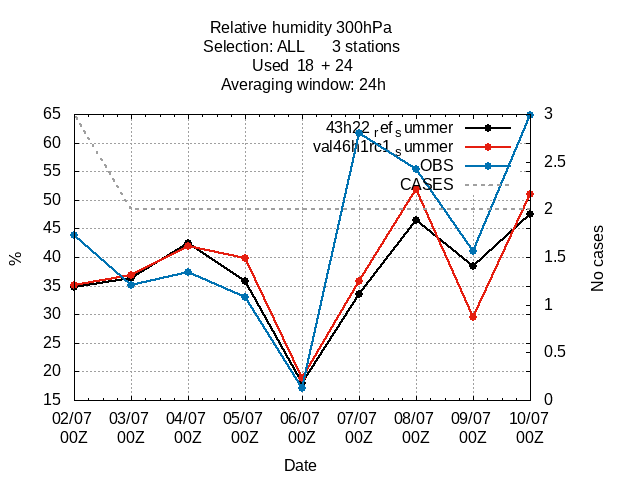 Relative humidity 300hPa
Selection: ALL 3 stations
Used 18 + 24
Averaging window: 24h
43h22_ref_summer
val46h1rc1_summer
OBS
CASES
65
60
55
50
45
40
35
30
25
20
15
%
3
2.5
2
1.5
1
0.5
0
No cases
02/07 03/07 04/07 05/07 06/07 07/07 08/07 09/07 10/07
00Z 00Z 00Z 00Z 00Z 00Z 00Z 00Z 00Z
Date